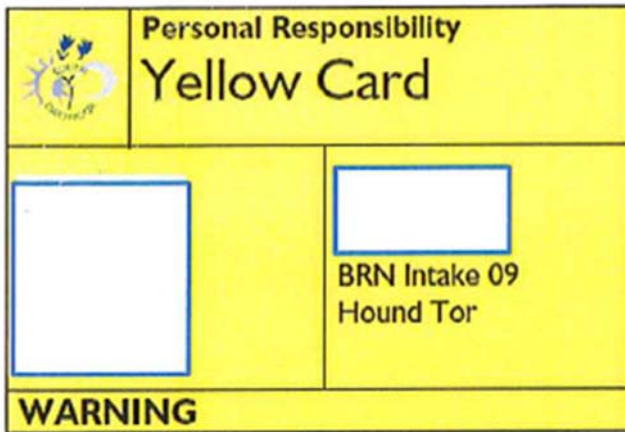 Personal Responsibility
Yellow Card
BRN Intake 09
Hound Tor
WARNING